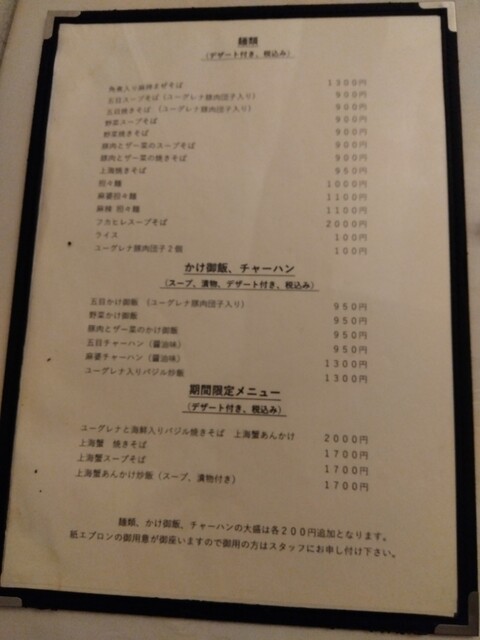 麺類
(デザート付き、税込み)
角煮入り麻辣まぜそば 1300円
五目スープそば (ユーグレナ豚肉団子入り) 900円
五目焼きそば (ユーグレナ豚肉団子入り) 900円
野菜スープそば 900円
野菜焼きそば 900円
豚肉とザー菜のスープそば 900円
豚肉とザー菜の焼きそば 900円
上海焼きそば 950円
担々麺 1000円
麻婆担々麺 1100円
麻辣 担々麺 1100円
フカヒレスープそば 2000円
ライス 100円
ユーグレナ豚肉団子2個 100円
かけ御飯、チャーハン
(スープ、漬物、デザート付き、税込み)
五目かけ御飯 (ユーグレナ豚肉団子入り) 950円
野菜かけ御飯 950円
豚肉とザー菜のかけ御飯 950円
五目チャーハン(醤油味) 950円
麻婆チャーハン(醤油味) 1300円
ユーグレナ入りバジル炒飯 1300円
期間限定メニュー
(デザート付き、税込み)
ユーグレナと海鮮入りバジル焼きそば 上海蟹あんかけ 2000円
上海蟹 焼きそば 1700円
上海蟹スープそば 1700円
上海蟹あんかけ炒飯(スープ、漬物付き) 1700円
麺類、かけ御飯、チャーハンの大盛は各200円追加となります。
紙エプロンの御用意が御座いますので御用の方はスタッフにお申し付け下さい。